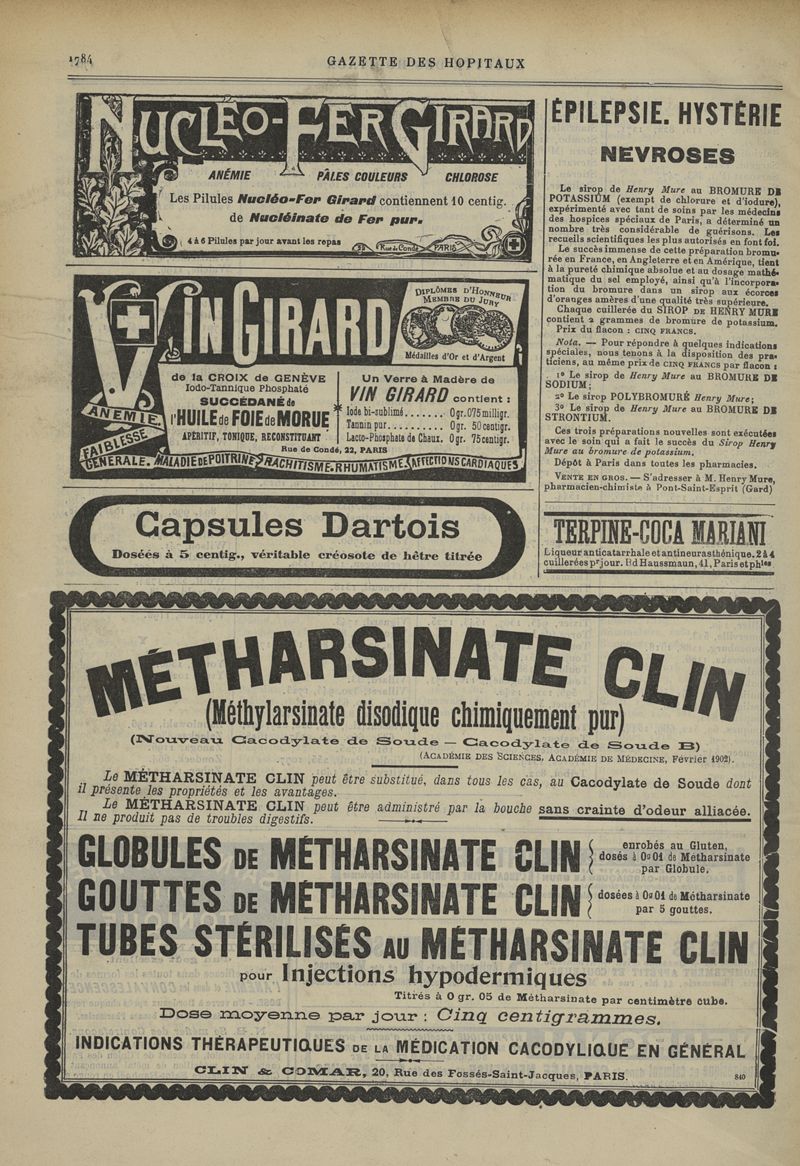 1784
GAZETTE DES HOPITAUX
NUCLÉO-FER GIRARD
ANÉMIE PÂLES COULEURS CHLOROSE
Les Pilules Nucléo-Fer Girard contiennent 10 centig.
de Nucléinate de Fer pur.
4 à 6 Pilules par jour avant les repas
22 Rue de Condé PARIS
VIN GIRARD
DIPLÔMES D'HONNEUR
MEMBRE DU JURY
Médailles d'Or et d'Argent
de la CROIX de GENÈVE
Iodo-Tannique Phosphaté
SUCCÉDANÉ de
l'HUILE de FOIE de MORUE
APÉRITIF, TONIQUE, RECONSTITUANT
Un Verre à Madère de
VIN GIRARD contient :
Iode bi-sublimé....... 0gr.075 milligr.
Tannin pur.......... 0gr. 50 centigr.
Lacto-Phosphate de Chaux. 0gr. 75 centigr.
Rue de Condé, 22, PARIS
ANEMIE,
FAIBLESSE
GÉNÉRALE. MALADIE DE POITRINE, RACHITISME. RHUMATISME. AFFECTIONS CARDIAQUES
Capsules Dartois
Dosées à 5 centig., véritable créosote de hêtre titrée
ÉPILEPSIE. HYSTÉRIE
NEVROSES
Le sirop de Henry Mure au BROMURE DE
POTASSIUM (exempt de chlorure et d'iodure),
expérimenté avec tant de soins par les médecins
des hospices spéciaux de Paris, a déterminé un
nombre très considérable de guérisons. Les
recueils scientifiques les plus autorisés en font foi.
Le succès immense de cette préparation bromu-
rée en France, en Angleterre et en Amérique, tient
à la pureté chimique absolue et au dosage mathé-
matique du sel employé, ainsi qu'à l'incorpora-
tion du bromure dans un sirop aux écorces
d'oranges amères d'une qualité très supérieure.
Chaque cuillerée du SIROP DE HENRY MURE
contient 2 grammes de bromure de potassium.
Prix du flacon : CINQ FRANCS.
Nota. — Pour répondre à quelques indications
spéciales, nous tenons à la disposition des pra-
ticiens, au même prix de CINQ FRANCS par flacon :
1º Le sirop de Henry Mure au BROMURE DE
SODIUM;
2º Le sirop POLYBROMURÉ Henry Mure;
3º Le sirop de Henry Mure au BROMURE DE
STRONTIUM.
Ces trois préparations nouvelles sont exécutées
avec le soin qui a fait le succès du Sirop Henry
Mure au bromure de potassium.
Dépôt à Paris dans toutes les pharmacies.
VENTE EN GROS. — S'adresser à M. Henry Mure,
pharmacien-chimiste à Pont-Saint-Esprit (Gard)
TERPINE-COCA MARIANI
Liqueur anticatarrhale et antineurasthénique. 2 à 4
cuillerées pr jour. Bd Haussmann, 41, Paris et phies
MÉTHARSINATE CLIN
(Méthylarsinate disodique chimiquement pur)
(Nouveau Cacodylate de Soude — Cacodylate de Soude B)
(ACADÉMIE DES SCIENCES, ACADÉMIE DE MÉDECINE, Février 1902).
Le MÉTHARSINATE CLIN peut être substitué, dans tous les cas, au Cacodylate de Soude dont
il présente les propriétés et les avantages.
Le MÉTHARSINATE CLIN peut être administré par la bouche sans crainte d'odeur alliacée.
Il ne produit pas de troubles digestifs.
GLOBULES DE MÉTHARSINATE CLIN { enrobés au Gluten,
dosés à 0g01 de Métharsinate
par Globule.
GOUTTES DE MÉTHARSINATE CLIN { dosées à 0g01 de Métharsinate
par 5 gouttes.
TUBES STÉRILISÉS AU MÉTHARSINATE CLIN
pour Injections hypodermiques
Titrés à 0 gr. 05 de Métharsinate par centimètre cube.
Dose moyenne par jour : Cinq centigrammes.
INDICATIONS THÉRAPEUTIQUES DE LA MÉDICATION CACODYLIQUE EN GÉNÉRAL
CLIN & COMAR, 20, Rue des Fossés-Saint-Jacques, PARIS.
840